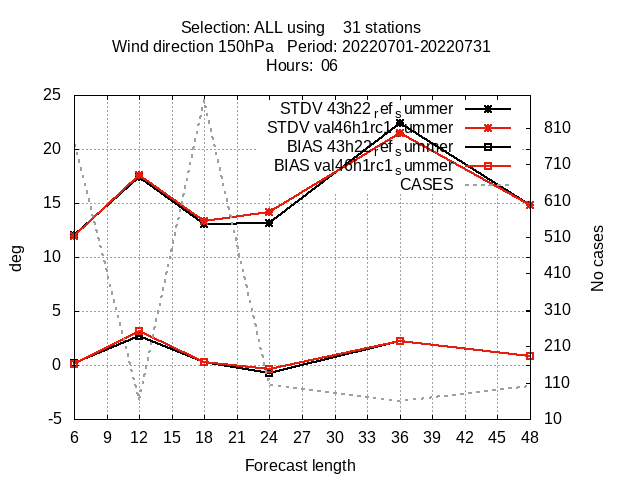 Selection: ALL using 31 stations
Wind direction 150hPa Period: 20220701-20220731
Hours: 06
25
20
15
10
5
0
-5
deg
STDV 43h22_ref_summer
STDV val46h1rc1_summer
BIAS 43h22_ref_summer
BIAS val46h1rc1_summer
CASES
810
710
610
510
410
310
210
110
10
No cases
6 9 12 15 18 21 24 27 30 33 36 39 42 45 48
Forecast length